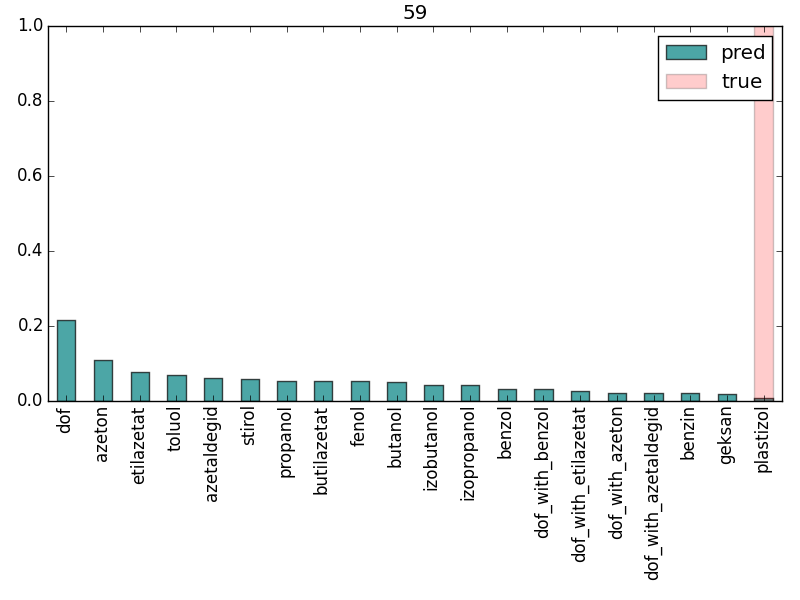 59
1.0
0.8
0.6
0.4
0.2
0.0
pred
true
dof
azeton
etilazetat
toluol
azetaldegid
stirol
propanol
butilazetat
fenol
butanol
izobutanol
izopropanol
benzol
dof_with_benzol
dof_with_etilazetat
dof_with_azeton
dof_with_azetaldegid
benzin
geksan
plastizol